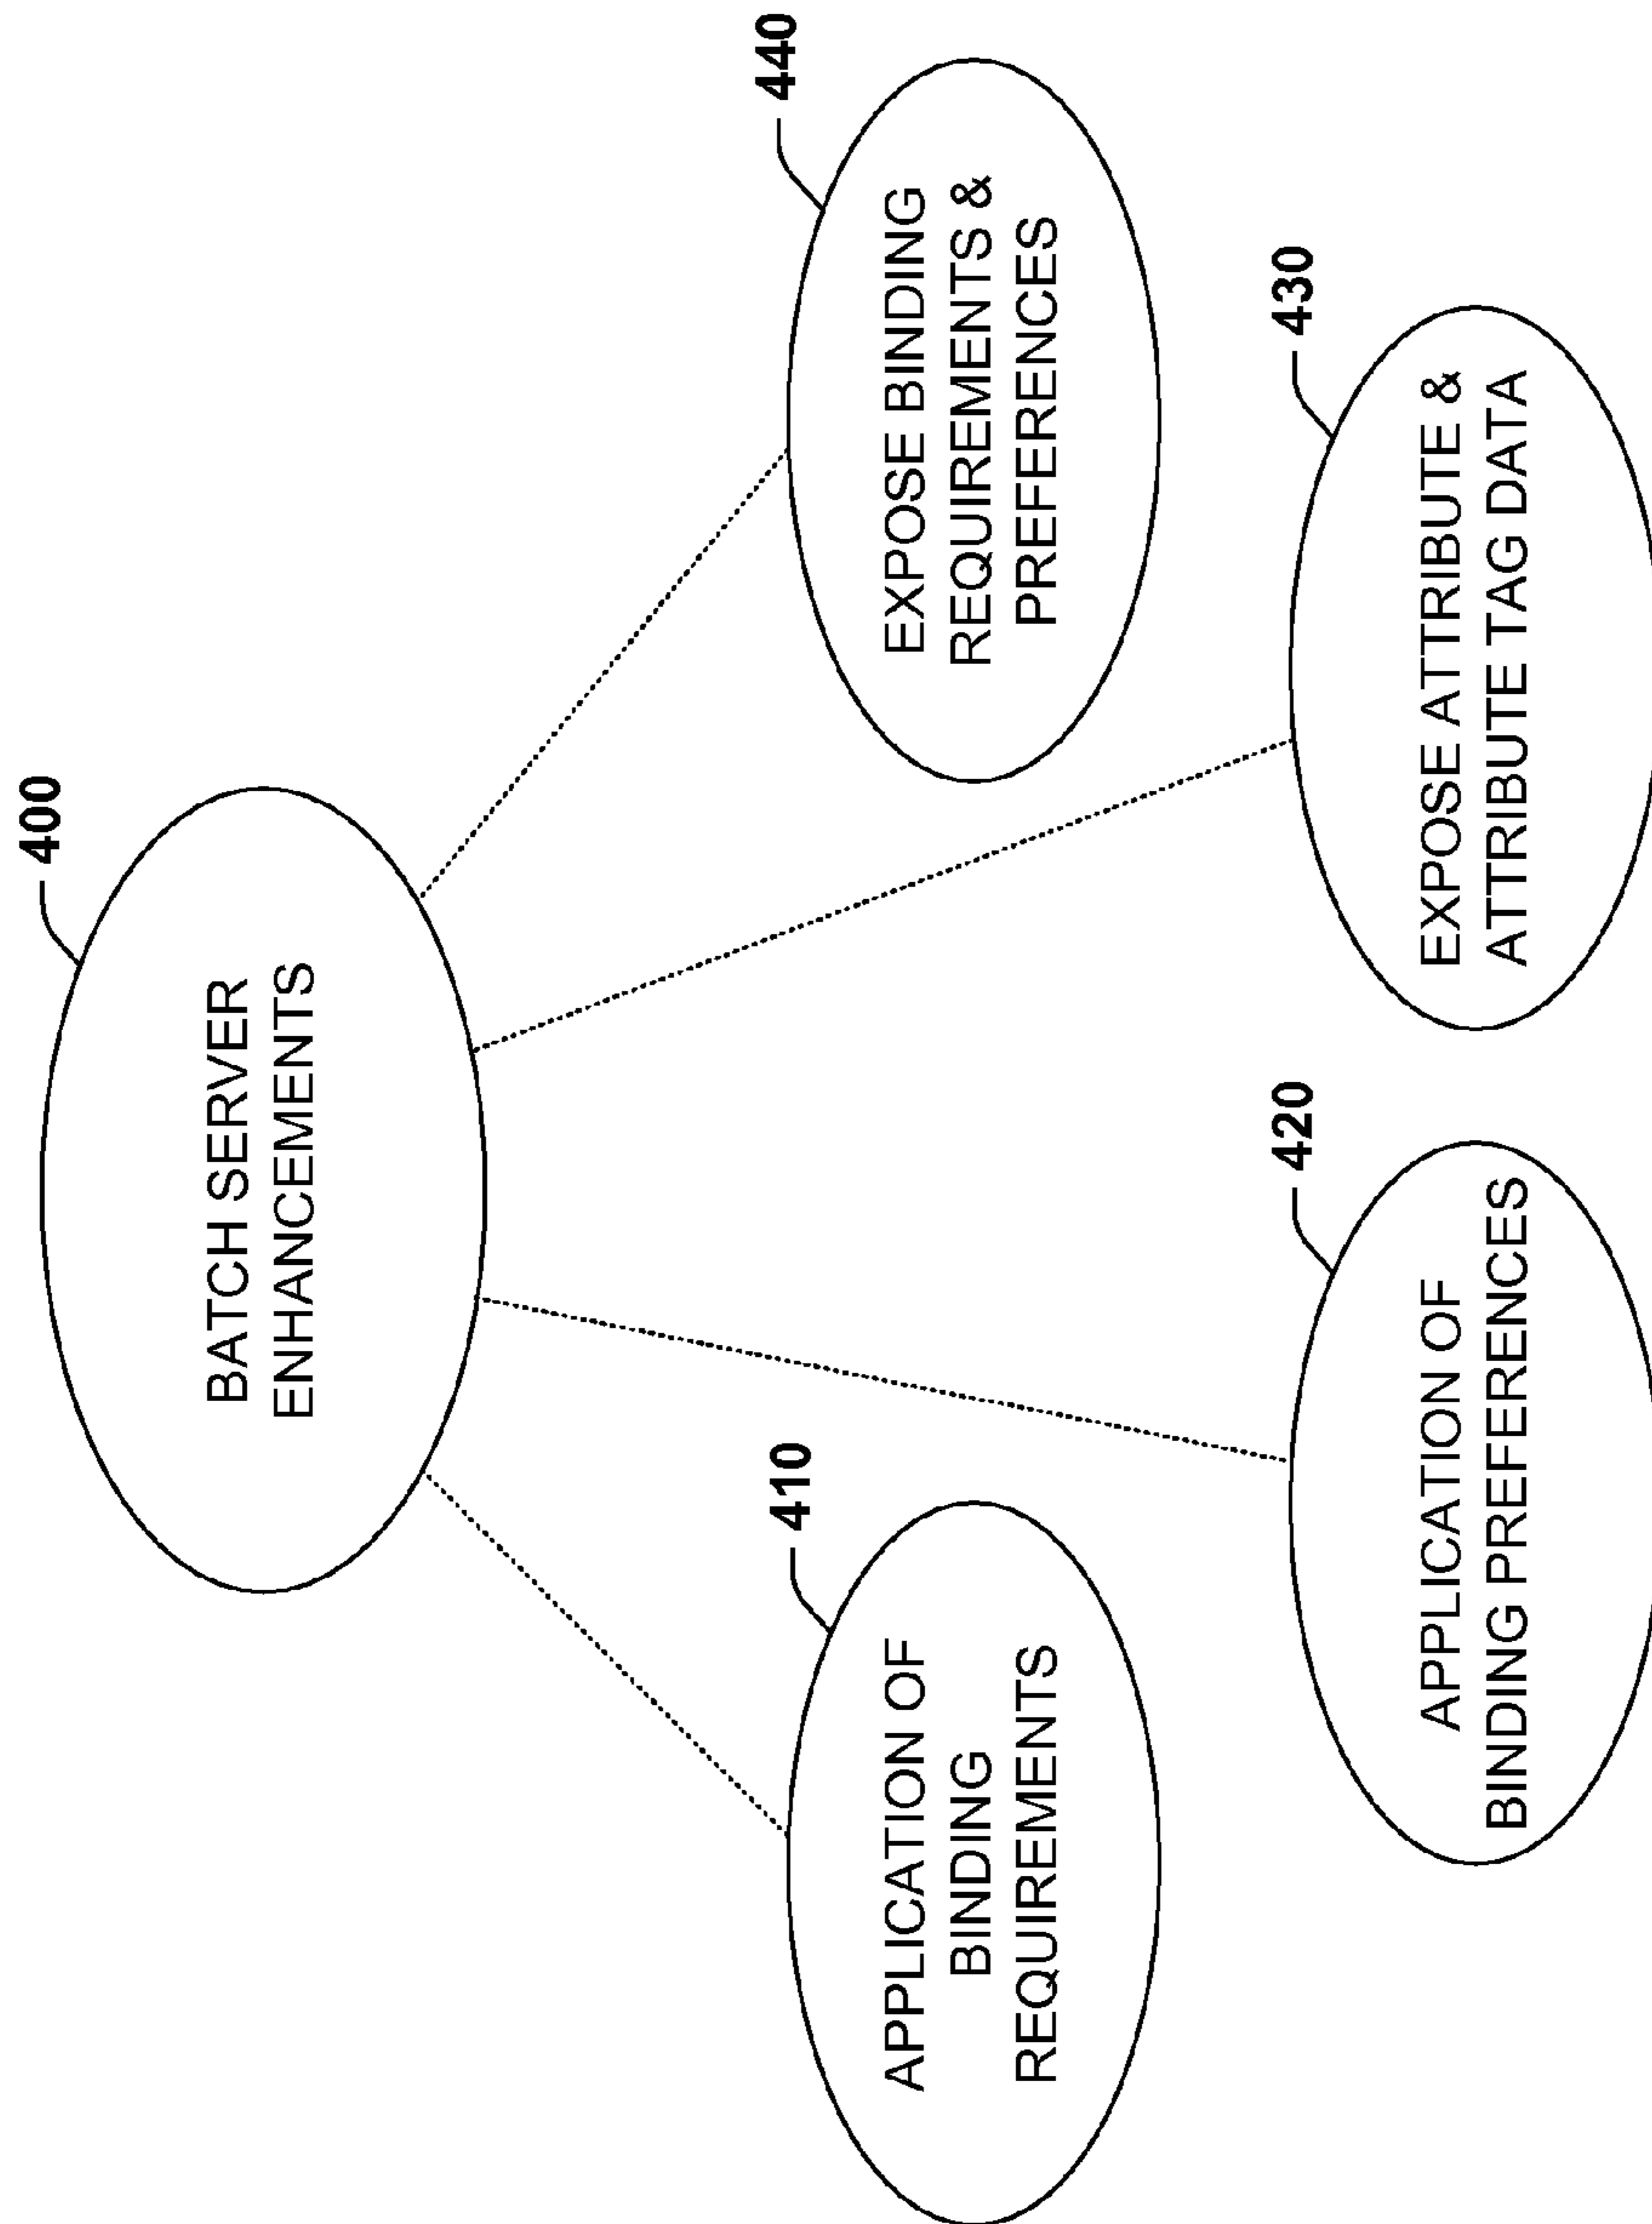 400
BATCH SERVER
ENHANCEMENTS
410
APPLICATION OF
BINDING
REQUIREMENTS
440
EXPOSE BINDING
REQUIREMENTS &
PREFERENCES
420
APPLICATION OF
BINDING PREFERENCES
430
EXPOSE ATTRIBUTE &
ATTRIBUTE TAG DATA